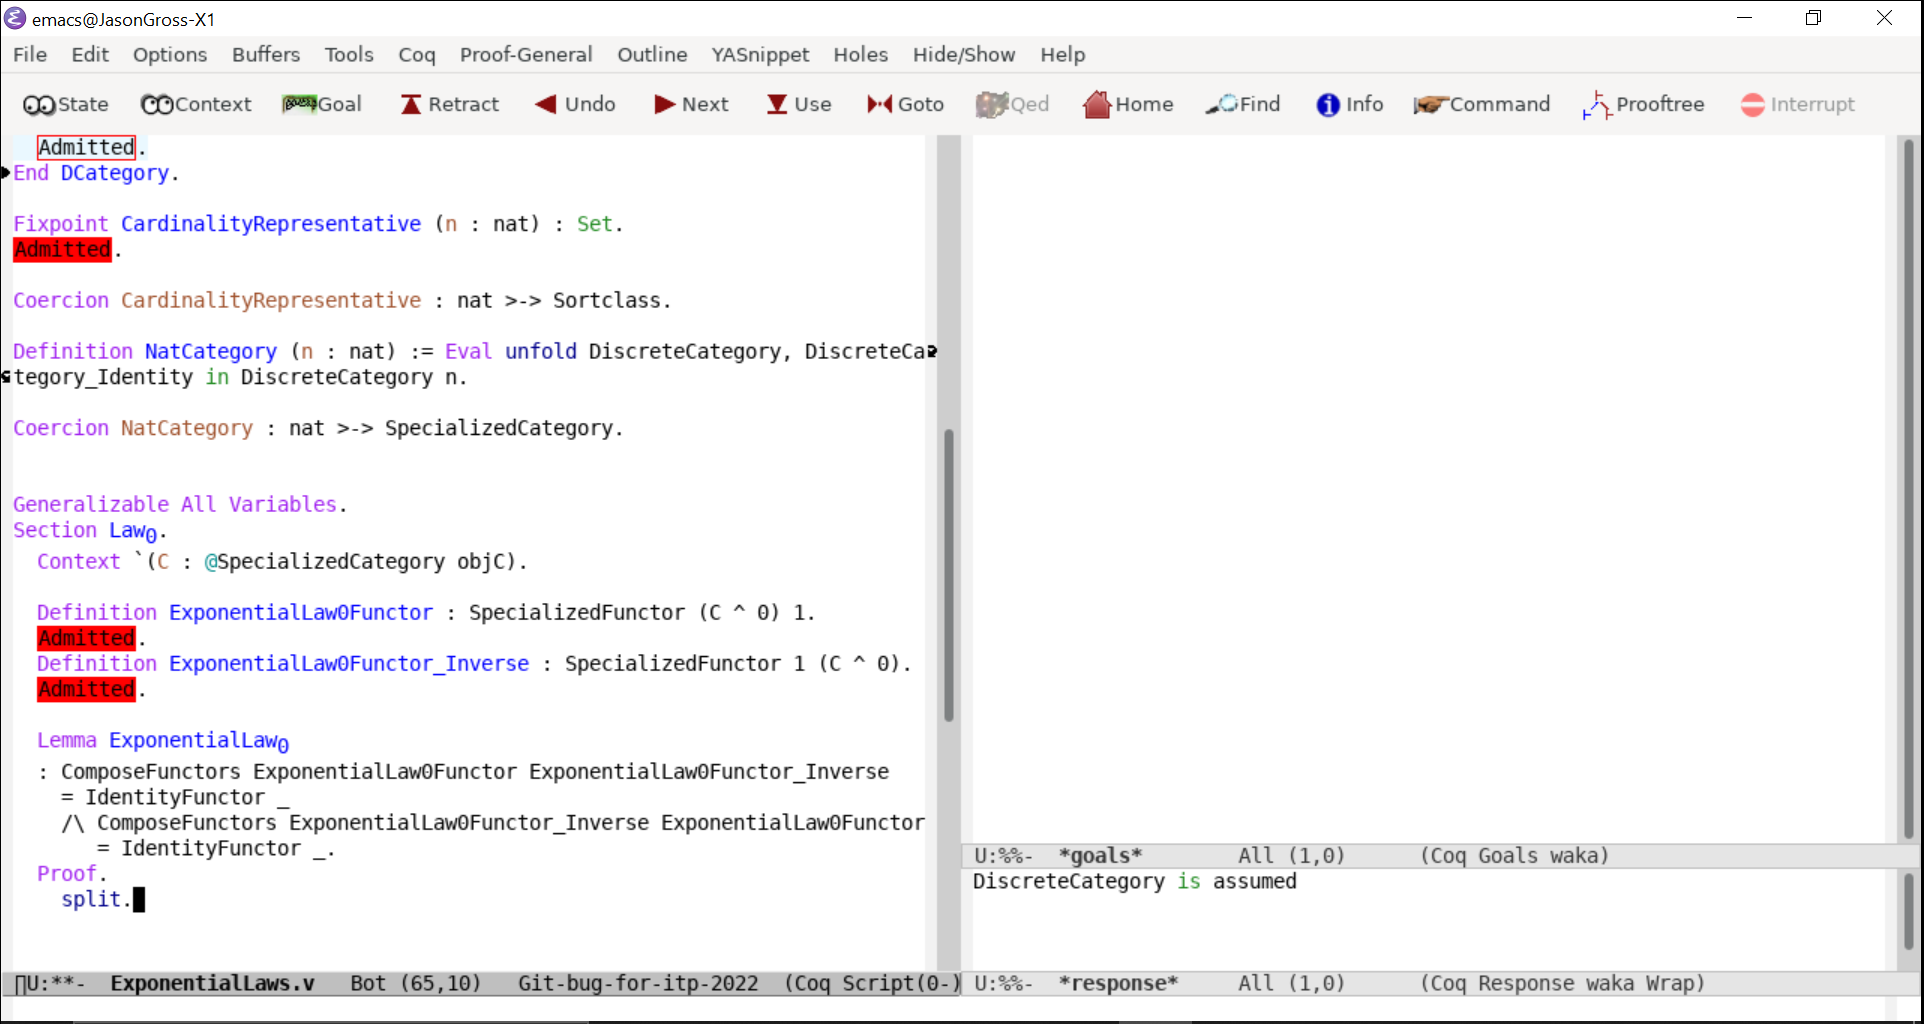 emacs@JasonGross-X1
File Edit Options Buffers Tools Coq Proof-General Outline YASnippet Holes Hide/Show Help
State Context Goal Retract Undo Next Use Goto Qed Home Find Info Command Prooftree Interrupt
Admitted.
End DCategory.
Fixpoint CardinalityRepresentative (n : nat) : Set.
Admitted.
Coercion CardinalityRepresentative : nat >-> Sortclass.
Definition NatCategory (n : nat) := Eval unfold DiscreteCategory, DiscreteCa
tegory_Identity in DiscreteCategory n.
Coercion NatCategory : nat >-> SpecializedCategory.
Generalizable All Variables.
Section Law₀.
Context `(C : @SpecializedCategory objC).
Definition ExponentialLaw0Functor : SpecializedFunctor (C ^ 0) 1.
Admitted.
Definition ExponentialLaw0Functor_Inverse : SpecializedFunctor 1 (C ^ 0).
Admitted.
Lemma ExponentialLaw₀
: ComposeFunctors ExponentialLaw0Functor ExponentialLaw0Functor_Inverse
= IdentityFunctor _
/\ ComposeFunctors ExponentialLaw0Functor_Inverse ExponentialLaw0Functor
= IdentityFunctor _.
Proof.
split.
U:**- ExponentialLaws.v Bot (65,10) Git-bug-for-itp-2022 (Coq Script(0-)
U:%%- *goals* All (1,0) (Coq Goals waka)
DiscreteCategory is assumed
U:%%- *response* All (1,0) (Coq Response waka Wrap)